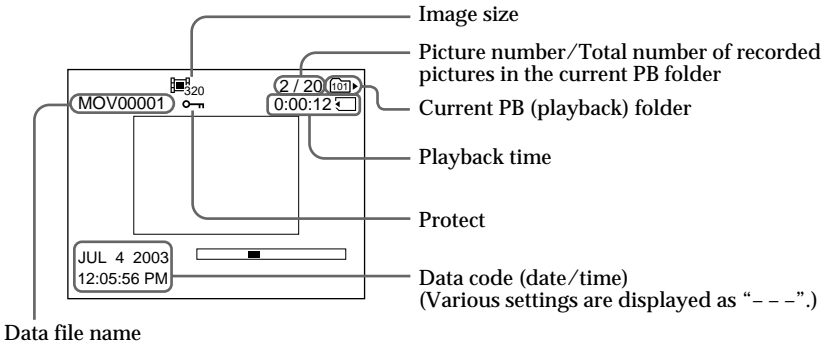 Image size
Picture number/Total number of recorded
pictures in the current PB folder
320
2 / 20
101
MOV00001
0:00:12
Current PB (playback) folder
Playback time
Protect
JUL 4 2003
12:05:56 PM
Data code (date/time)
(Various settings are displayed as “– – –”.)
Data file name